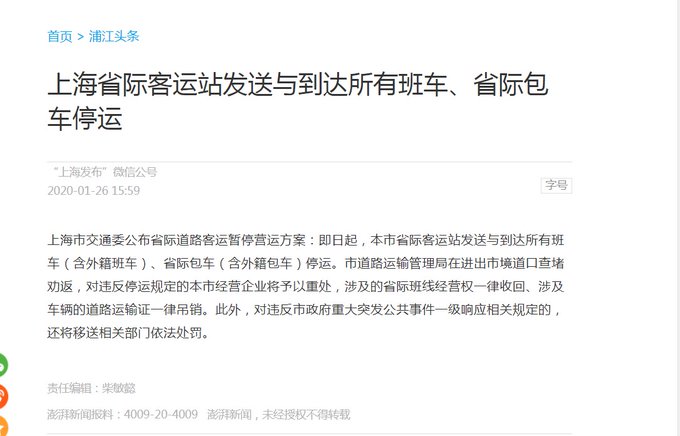 首页 > 浦江头条
上海省际客运站发送与到达所有班车、省际包
车停运
“上海发布”微信公号
2020-01-26 15:59
字号
上海市交通委公布省际道路客运暂停营运方案：即日起，本市省际客运站发送与到达所有班
车（含外籍班车）、省际包车（含外籍包车）停运。市道路运输管理局在进出市境道口查堵
劝返，对违反停运规定的本市经营企业将予以重处，涉及的省际班线经营权一律收回、涉及
车辆的道路运输证一律吊销。此外，对违反市政府重大突发公共事件一级响应相关规定的，
还将移送相关部门依法处罚。
责任编辑：柴敏懿
澎湃新闻报料：4009-20-4009 澎湃新闻，未经授权不得转载